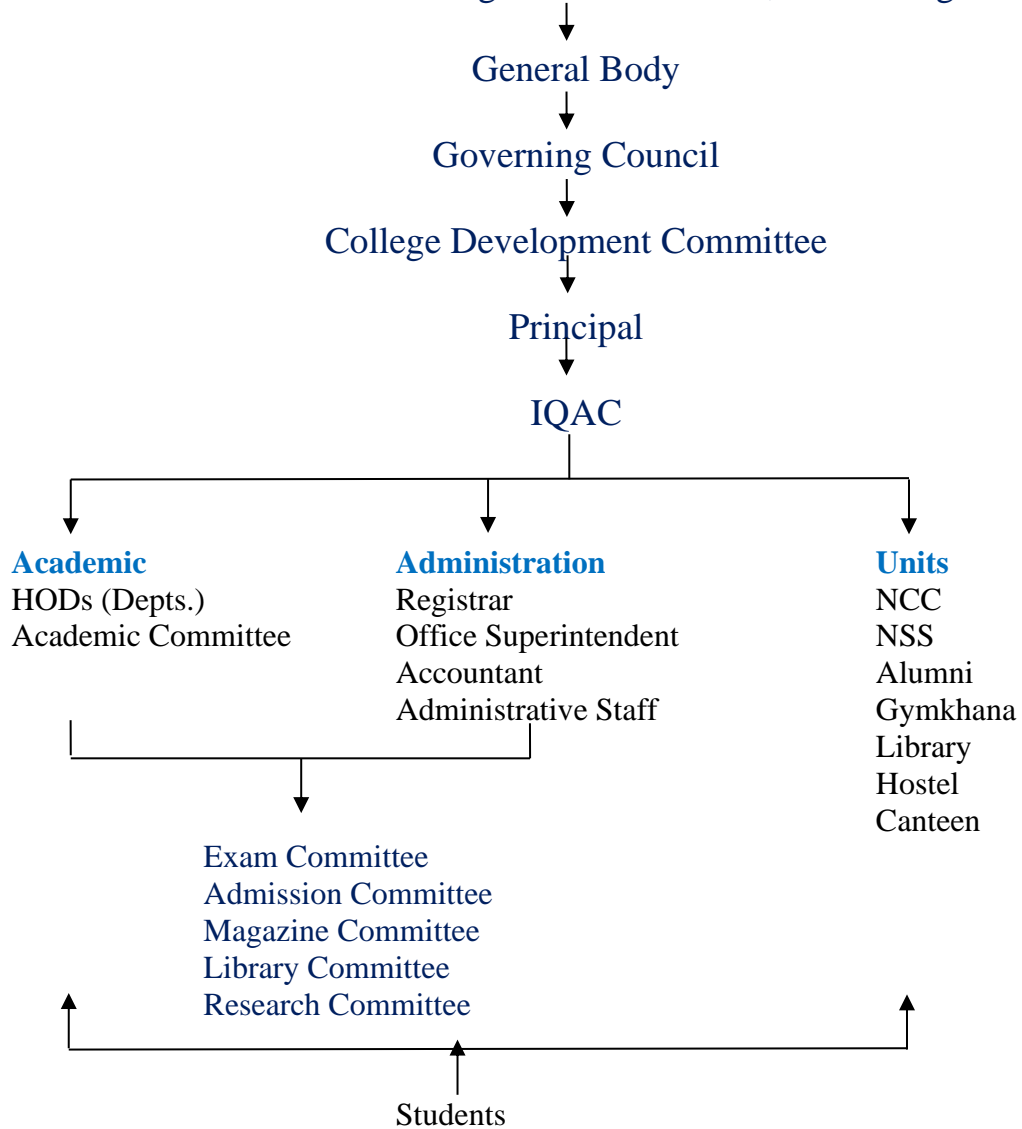 General Body
Governing Council
College Development Committee
Principal
IQAC
Academic
HODs (Depts.)
Academic Committee
Administration
Registrar
Office Superintendent
Accountant
Administrative Staff
Units
NCC
NSS
Alumni
Gymkhana
Library
Hostel
Canteen
Exam Committee
Admission Committee
Magazine Committee
Library Committee
Research Committee
Students